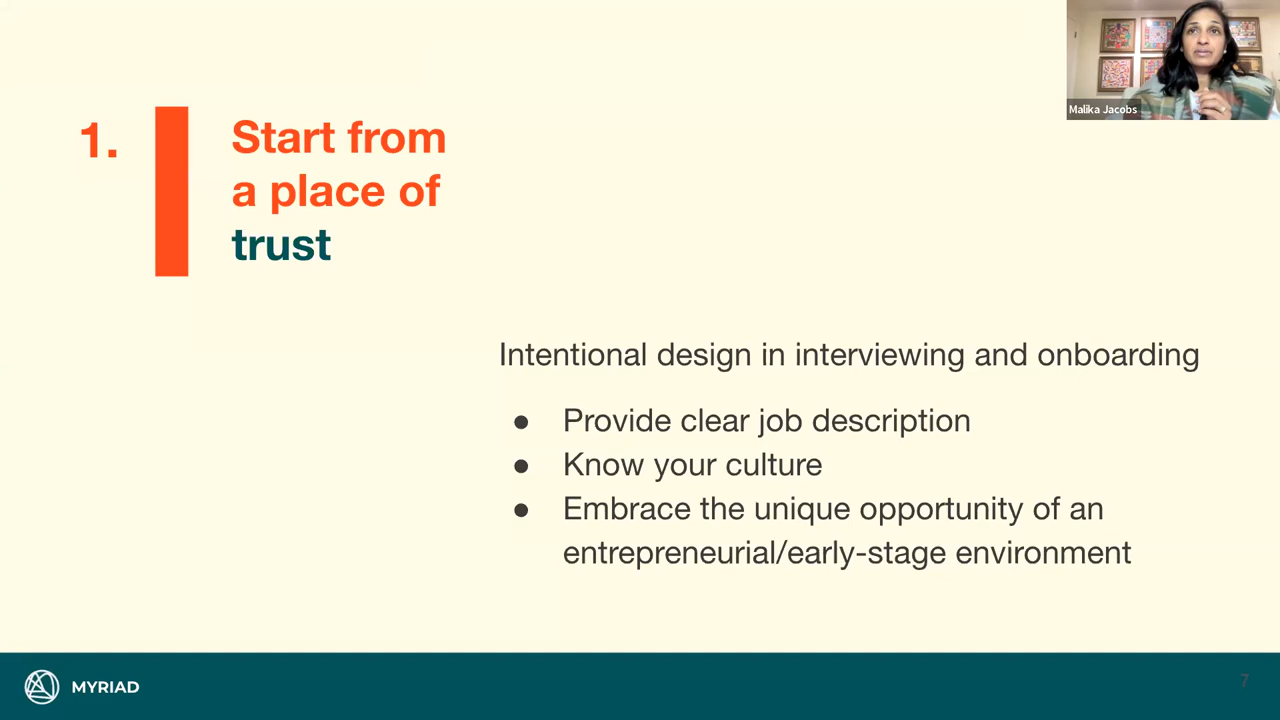 Malika Jacobs
1.
Start from
a place of
trust
Intentional design in interviewing and onboarding
● Provide clear job description
● Know your culture
● Embrace the unique opportunity of an
entrepreneurial/early-stage environment
MYRIAD
7